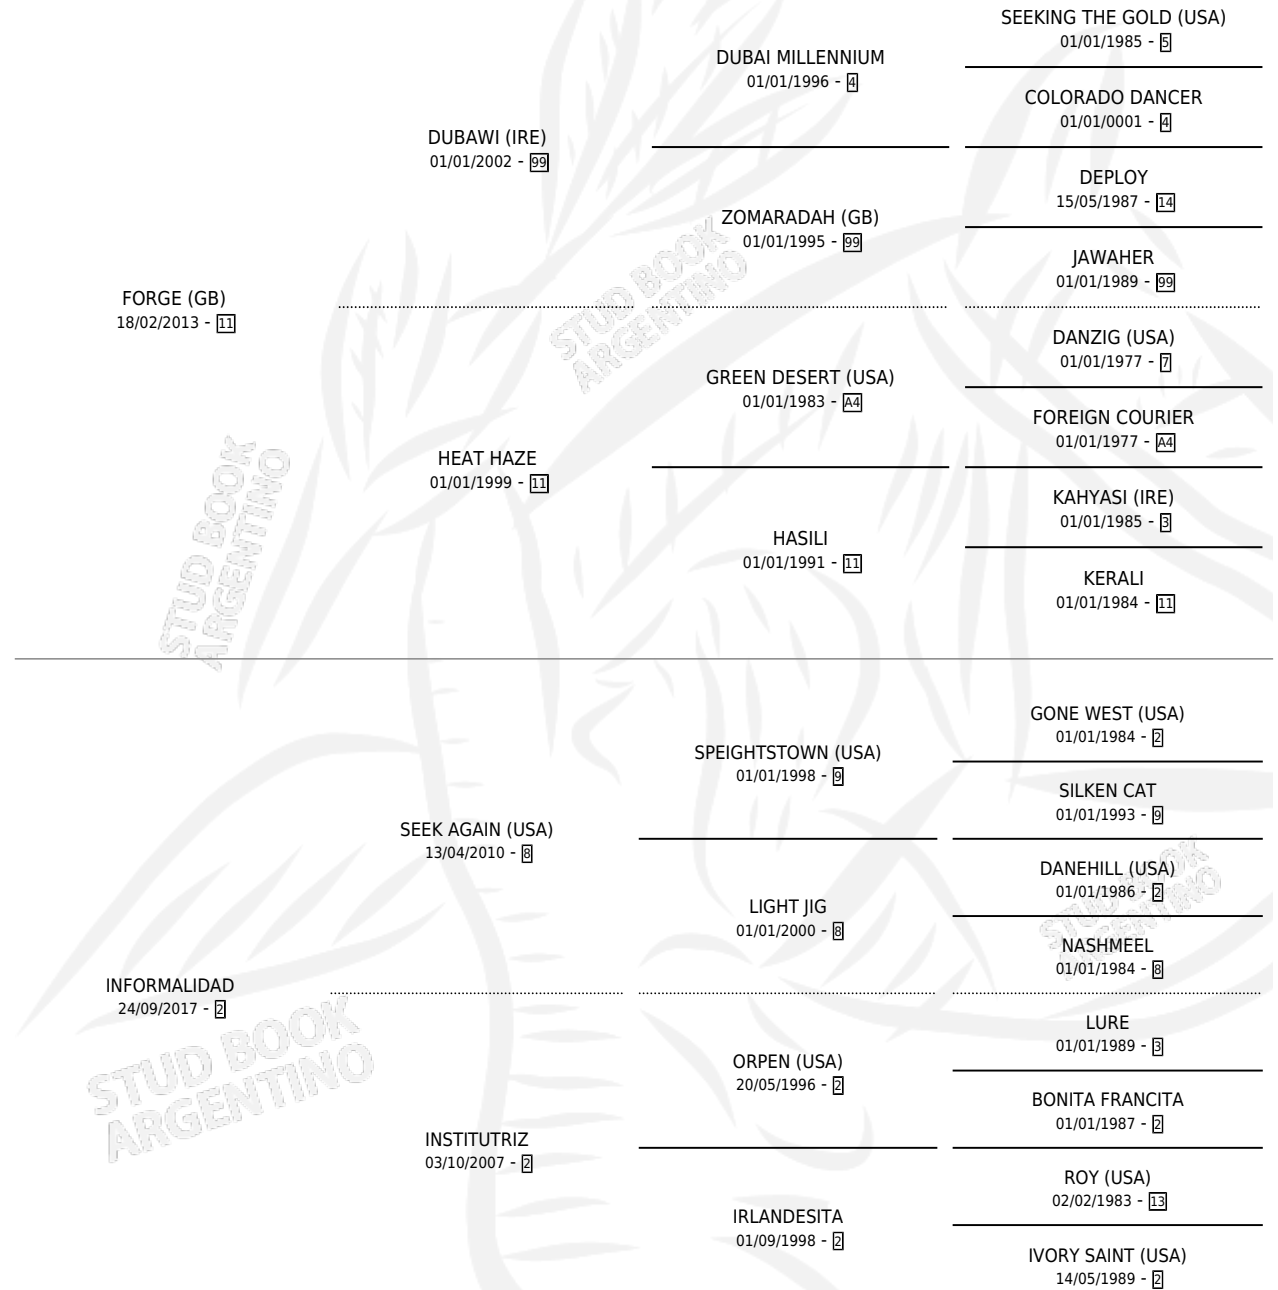 SEEKING THE GOLD (USA)
01/01/1985 - 5
DUBAI MILLENNIUM
01/01/1996 - 4
COLORADO DANCER
01/01/0001 - 4
DUBAWI (IRE)
01/01/2002 - 99
DEPLOY
15/05/1987 - 14
ZOMARADAH (GB)
01/01/1995 - 99
JAWAHER
01/01/1989 - 99
FORGE (GB)
18/02/2013 - 11
DANZIG (USA)
01/01/1977 - 7
GREEN DESERT (USA)
01/01/1983 - A4
FOREIGN COURIER
01/01/1977 - A4
HEAT HAZE
01/01/1999 - 11
KAHYASI (IRE)
01/01/1985 - 3
HASILI
01/01/1991 - 11
KERALI
01/01/1984 - 11
GONE WEST (USA)
01/01/1984 - 2
SPEIGHTSTOWN (USA)
01/01/1998 - 9
SILKEN CAT
01/01/1993 - 9
SEEK AGAIN (USA)
13/04/2010 - 8
DANEHILL (USA)
01/01/1986 - 2
LIGHT JIG
01/01/2000 - 8
NASHMEEL
01/01/1984 - 8
INFORMALIDAD
24/09/2017 - 2
LURE
01/01/1989 - 3
ORPEN (USA)
20/05/1996 - 2
BONITA FRANCITA
01/01/1987 - 2
INSTITUTRIZ
03/10/2007 - 2
ROY (USA)
02/02/1983 - 13
IRLANDESITA
01/09/1998 - 2
IVORY SAINT (USA)
14/05/1989 - 2
STUD BOOK
ARGENTINO
STUD BOOK
ARGENTINO
STUD BOOK
ARGENTINO
STUD BOOK
ARGENTINO